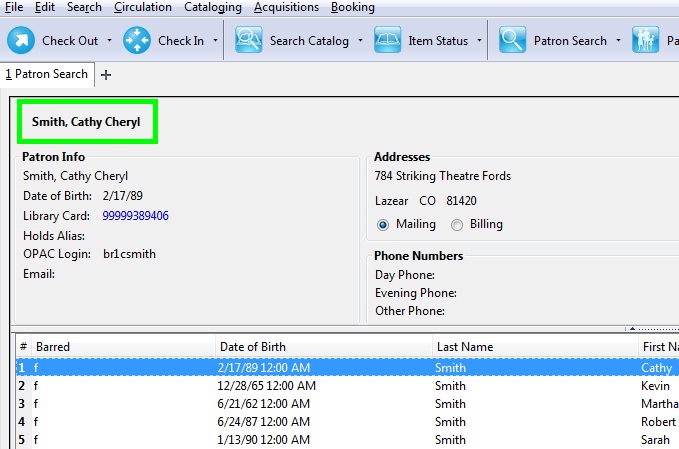 File Edit Search Circulation Cataloging Acquisitions Booking
Check Out Check In Search Catalog Item Status Patron Search Pa
1 Patron Search +
Smith, Cathy Cheryl
Patron Info
Smith, Cathy Cheryl
Date of Birth: 2/17/89
Library Card: 99999389406
Holds Alias:
OPAC Login: br1csmith
Email:
Addresses
784 Striking Theatre Fords
Lazear CO 81420
Mailing Billing
Phone Numbers
Day Phone:
Evening Phone:
Other Phone:
# Barred Date of Birth Last Name First Na
1 f 2/17/89 12:00 AM Smith Cathy
2 f 12/28/65 12:00 AM Smith Kevin
3 f 6/21/62 12:00 AM Smith Martha
4 f 6/24/87 12:00 AM Smith Robert
5 f 1/13/90 12:00 AM Smith Sarah